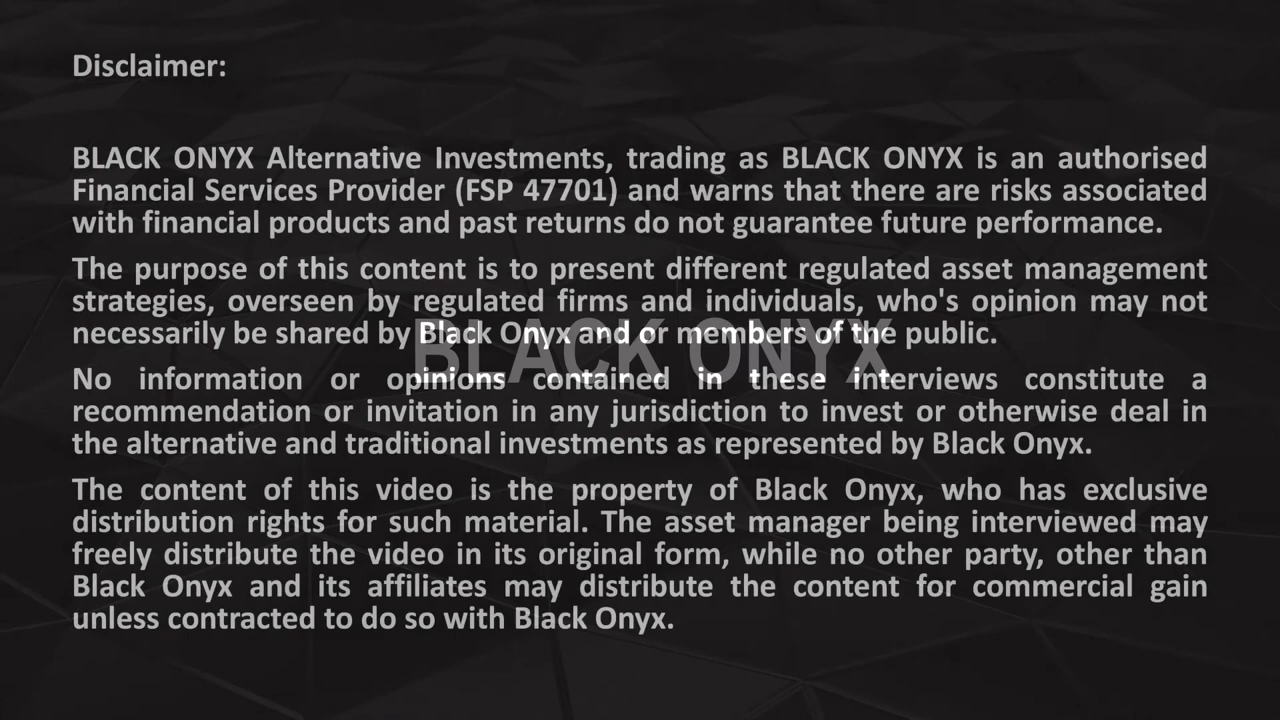 Disclaimer:
BLACK ONYX Alternative Investments, trading as BLACK ONYX is an authorised
Financial Services Provider (FSP 47701) and warns that there are risks associated
with financial products and past returns do not guarantee future performance.
The purpose of this content is to present different regulated asset management
strategies, overseen by regulated firms and individuals, who's opinion may not
necessarily be shared by Black Onyx and or members of the public.
BLACK ONYX
No information or opinions contained in these interviews constitute a
recommendation or invitation in any jurisdiction to invest or otherwise deal in
the alternative and traditional investments as represented by Black Onyx.
The content of this video is the property of Black Onyx, who has exclusive
distribution rights for such material. The asset manager being interviewed may
freely distribute the video in its original form, while no other party, other than
Black Onyx and its affiliates may distribute the content for commercial gain
unless contracted to do so with Black Onyx.